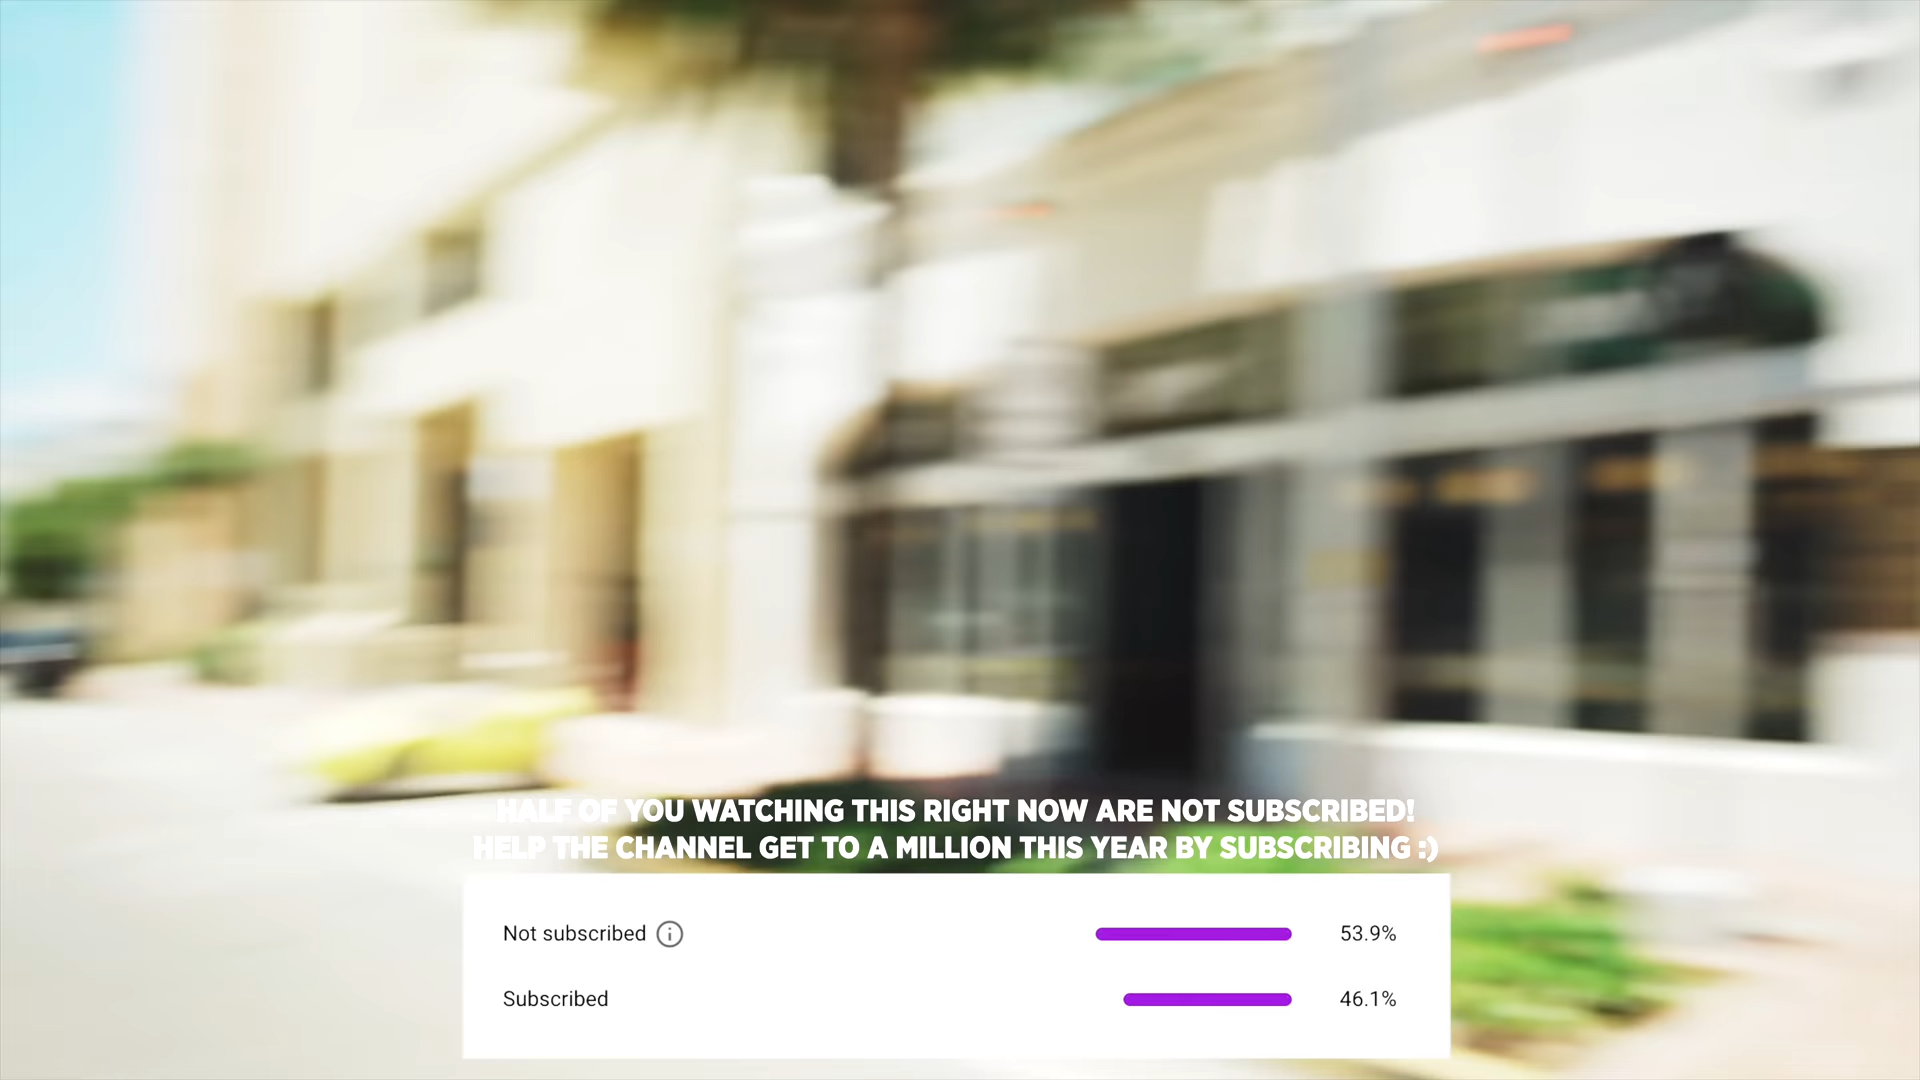 HALF OF YOU WATCHING THIS RIGHT NOW ARE NOT SUBSCRIBED!
HELP THE CHANNEL GET TO A MILLION THIS YEAR BY SUBSCRIBING :)
Not subscribed 53.9%
Subscribed 46.1%